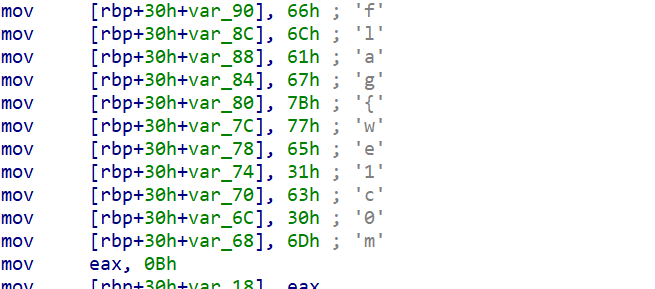 mov [rbp+30h+var_90], 66h ; 'f'
mov [rbp+30h+var_8C], 6Ch ; 'l'
mov [rbp+30h+var_88], 61h ; 'a'
mov [rbp+30h+var_84], 67h ; 'g'
mov [rbp+30h+var_80], 7Bh ; '{'
mov [rbp+30h+var_7C], 77h ; 'w'
mov [rbp+30h+var_78], 65h ; 'e'
mov [rbp+30h+var_74], 31h ; '1'
mov [rbp+30h+var_70], 63h ; 'c'
mov [rbp+30h+var_6C], 30h ; '0'
mov [rbp+30h+var_68], 6Dh ; 'm'
mov eax, 0Bh
mov [rbp+30h+var_18], eax